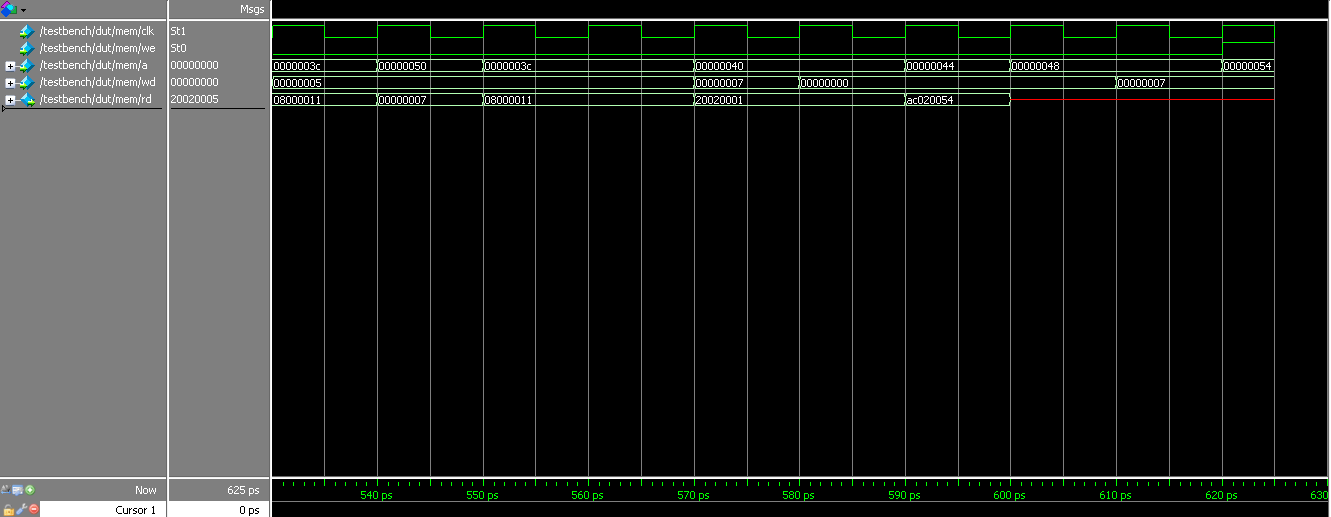 Msgs
/testbench/dut/mem/clk St1
/testbench/dut/mem/we St0
/testbench/dut/mem/a 00000000 0000003c 00000050 0000003c 00000040 00000044 00000048 00000054
/testbench/dut/mem/wd 00000000 00000005 00000007 00000000 00000007
/testbench/dut/mem/rd 20020005 08000011 00000007 08000011 20020001 ac020054
Now 625 ps 540 ps 550 ps 560 ps 570 ps 580 ps 590 ps 600 ps 610 ps 620 ps 630
Cursor 1 0 ps